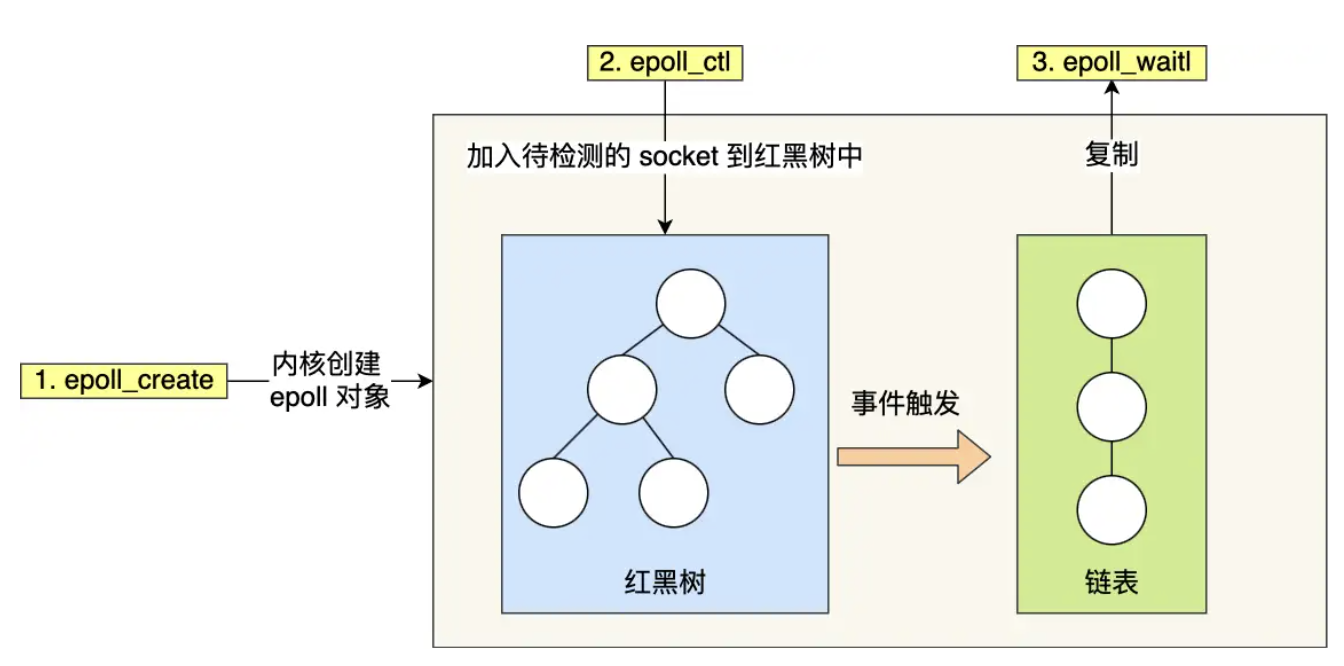 2. epoll_ctl
3. epoll_waitl
加入待检测的 socket 到红黑树中
复制
1. epoll_create
内核创建
epoll 对象
事件触发
红黑树
链表